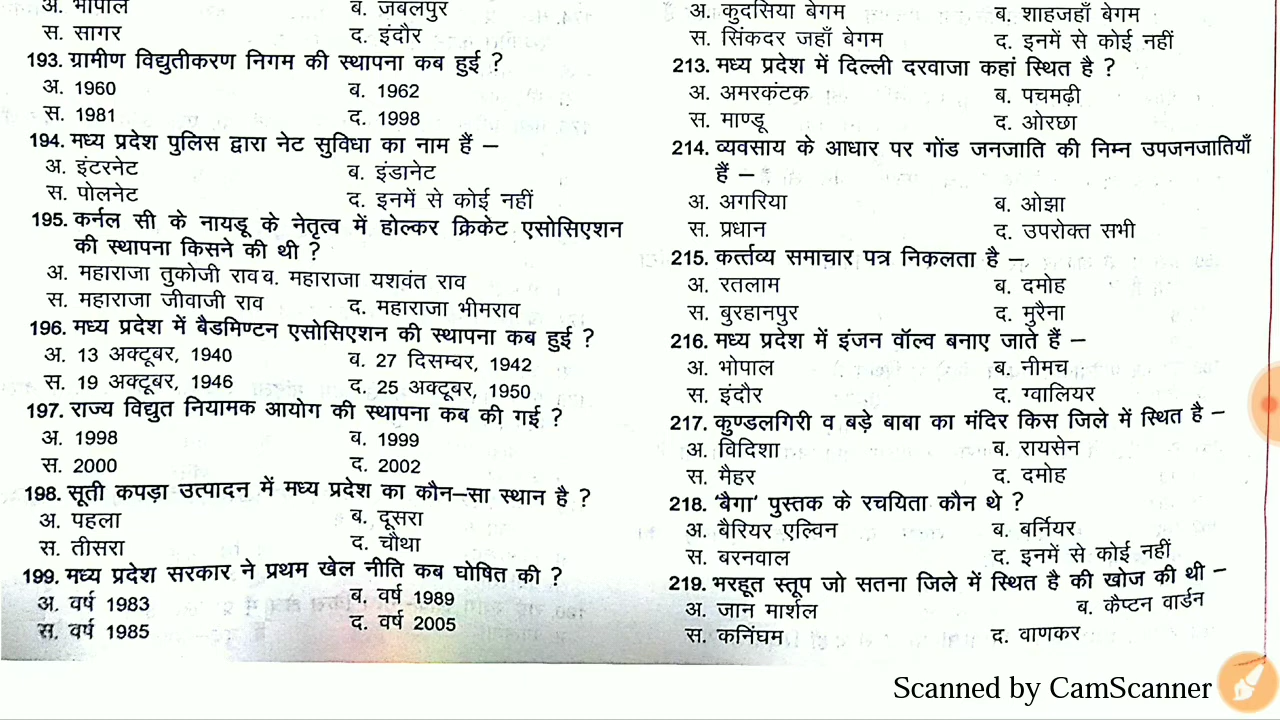 अ. भोपाल ब. जबलपुर
स. सागर द. इंदौर
193. ग्रामीण विद्युतीकरण निगम की स्थापना कब हुई ?
अ. 1960 ब. 1962
स. 1981 द. 1998
194. मध्य प्रदेश पुलिस द्वारा नेट सुविधा का नाम हैं –
अ. इंटरनेट ब. इंडानेट
स. पोलनेट द. इनमें से कोई नहीं
195. कर्नल सी के नायडू के नेतृत्व में होल्कर क्रिकेट एसोसिएशन
की स्थापना किसने की थी ?
अ. महाराजा तुकोजी राव ब. महाराजा यशवंत राव
स. महाराजा जीवाजी राव द. महाराजा भीमराव
196. मध्य प्रदेश में बैडमिण्टन एसोसिएशन की स्थापना कब हुई ?
अ. 13 अक्टूबर, 1940 ब. 27 दिसम्बर, 1942
स. 19 अक्टूबर, 1946 द. 25 अक्टूबर, 1950
197. राज्य विद्युत नियामक आयोग की स्थापना कब की गई ?
अ. 1998 ब. 1999
स. 2000 द. 2002
198. सूती कपड़ा उत्पादन में मध्य प्रदेश का कौन–सा स्थान है ?
अ. पहला ब. दूसरा
स. तीसरा द. चौथा
199. मध्य प्रदेश सरकार ने प्रथम खेल नीति कब घोषित की ?
अ. वर्ष 1983 ब. वर्ष 1989
स. वर्ष 1985 द. वर्ष 2005
अ. कुदसिया बेगम ब. शाहजहाँ बेगम
स. सिंकदर जहाँ बेगम द. इनमें से कोई नहीं
213. मध्य प्रदेश में दिल्ली दरवाजा कहां स्थित है ?
अ. अमरकंटक ब. पचमढ़ी
स. माण्डू द. ओरछा
214. व्यवसाय के आधार पर गोंड जनजाति की निम्न उपजनजातियाँ
हैं –
अ. अगरिया ब. ओझा
स. प्रधान द. उपरोक्त सभी
215. कर्त्तव्य समाचार पत्र निकलता है –
अ. रतलाम ब. दमोह
स. बुरहानपुर द. मुरैना
216. मध्य प्रदेश में इंजन वॉल्व बनाए जाते हैं –
अ. भोपाल ब. नीमच
स. इंदौर द. ग्वालियर
217. कुण्डलगिरी व बड़े बाबा का मंदिर किस जिले में स्थित है –
अ. विदिशा ब. रायसेन
स. मैहर द. दमोह
218. 'बैगा' पुस्तक के रचयिता कौन थे ?
अ. बैरियर एल्विन ब. बर्नियर
स. बरनवाल द. इनमें से कोई नहीं
219. भरहूत स्तूप जो सतना जिले में स्थित है की खोज की थी –
अ. जान मार्शल ब. कैप्टन वार्डन
स. कनिंघम द. वाणकर
Scanned by CamScanner